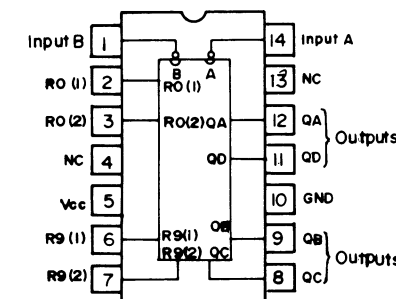 Input B 1 14 Input A
B A
RO (1) 2 RO (1) 13 NC
RO (2) 3 RO(2) QA 12 QA
Outputs
NC 4 QD 11 QD
Vcc 5 10 GND
QB
R9 (1) 6 R9(1) 9 QB
R9(2) QC Outputs
R9 (2) 7 8 QC